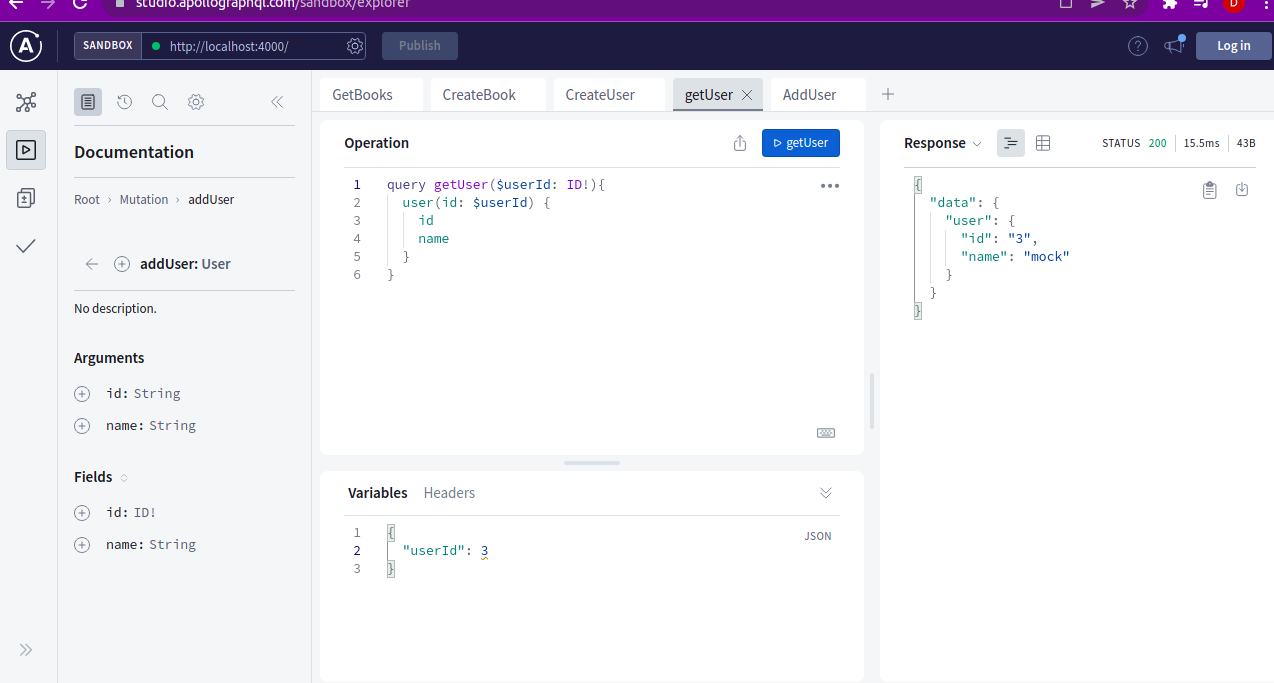 studio.apollographql.com/sandbox/explorer
D
A
SANDBOX
http://localhost:4000/
Publish
?
Log in
GetBooks
CreateBook
CreateUser
getUser
AddUser
Documentation
Root › Mutation › addUser
addUser: User
No description.
Arguments
id: String
name: String
Fields
id: ID!
name: String
Operation
getUser
1 query getUser($userId: ID!){
2 user(id: $userId) {
3 id
4 name
5 }
6 }
Variables
Headers
JSON
1 {
2 "userId": 3
3 }
Response
STATUS 200
15.5ms
43B
{
"data": {
"user": {
"id": "3",
"name": "mock"
}
}
}